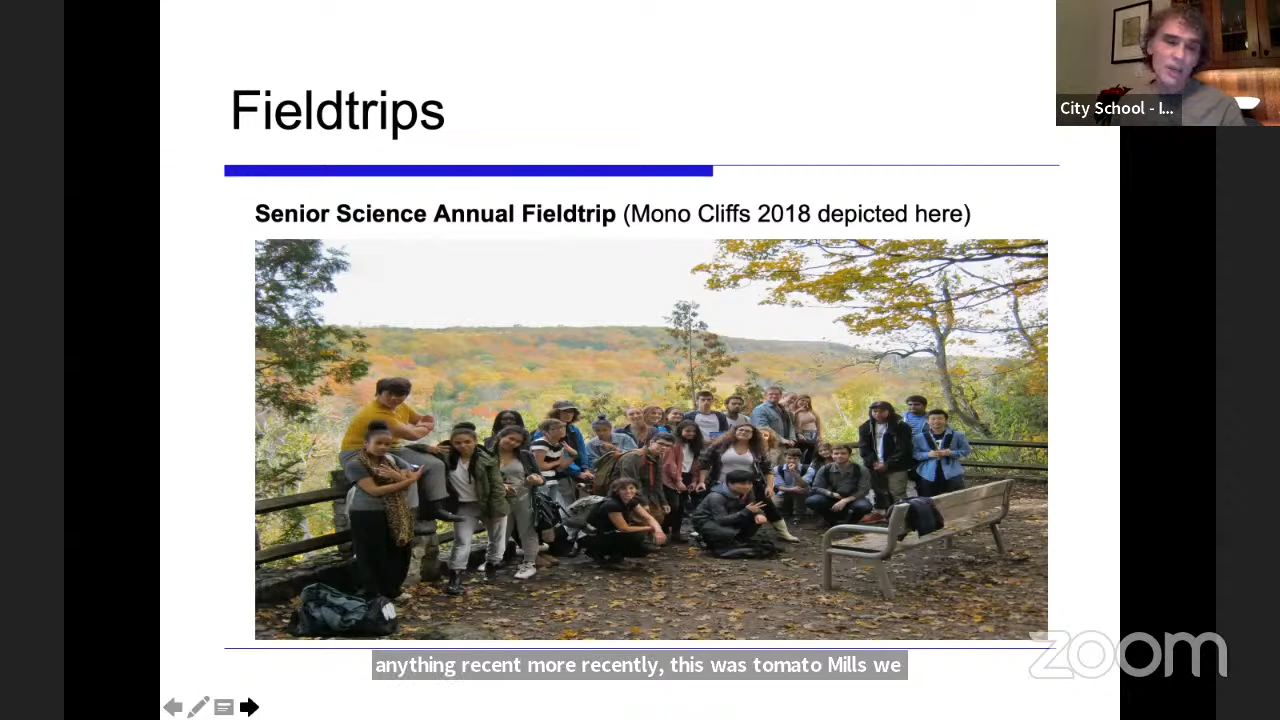 Fieldtrips
City School - I...
Senior Science Annual Fieldtrip (Mono Cliffs 2018 depicted here)
anything recent more recently, this was tomato Mills we
zoom